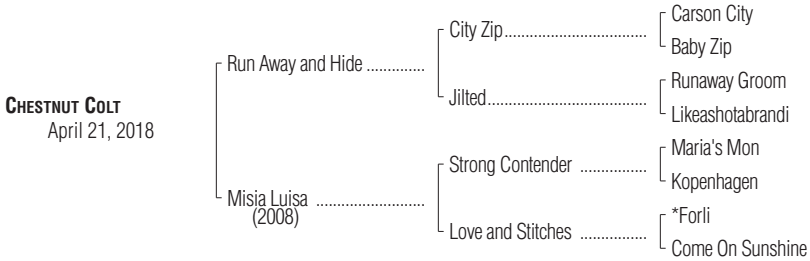 Carson City
City Zip..................................
Baby Zip
Run Away and Hide ..............
Runaway Groom
Jilted......................................
Likeashotabrandi
CHESTNUT COLT
April 21, 2018
Maria's Mon
Strong Contender ................
Kopenhagen
Misia Luisa ..........................
(2008)
*Forli
Love and Stitches ................
Come On Sunshine